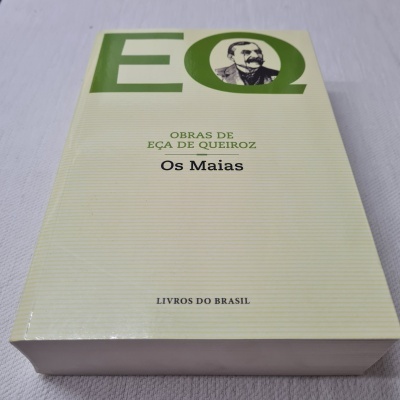 EQ
OBRAS DE
EÇA DE QUEIROZ
Os Maias
LIVROS DO BRASIL